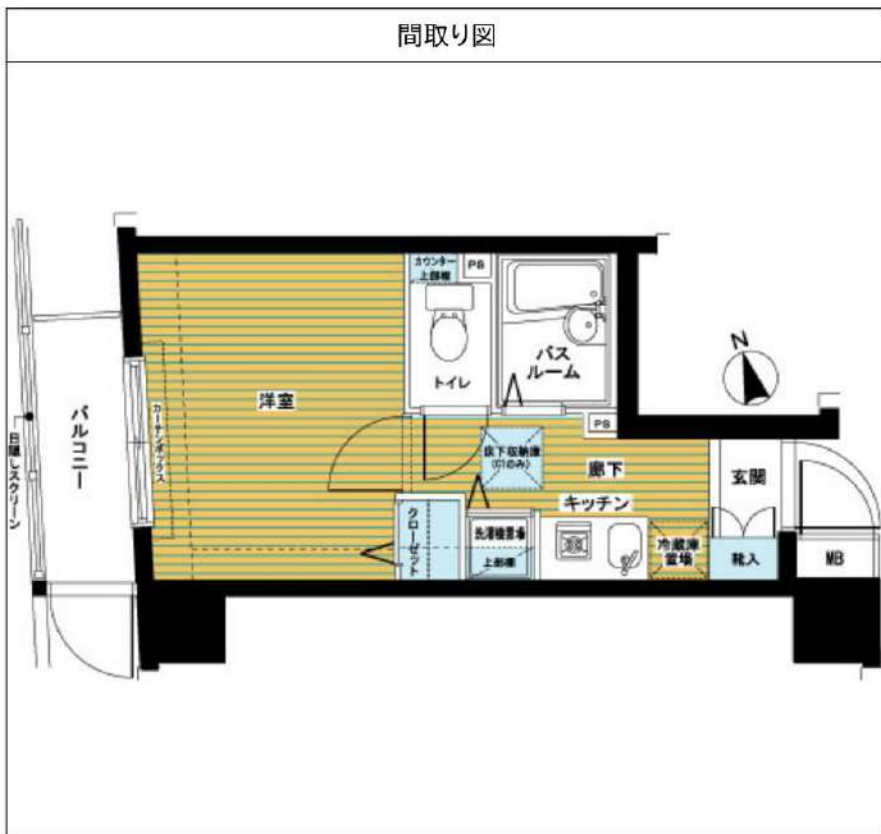 間取り図
カウンター
上部棚
PS
バス
ルーム
トイレ
洋室
カーテンボックス
バルコニー
目隠しスクリーン
N
PS
床下収納庫
(C1のみ)
廊下
キッチン
玄関
クローゼット
洗濯機置場
上部棚
冷蔵庫
置場
靴入
MB